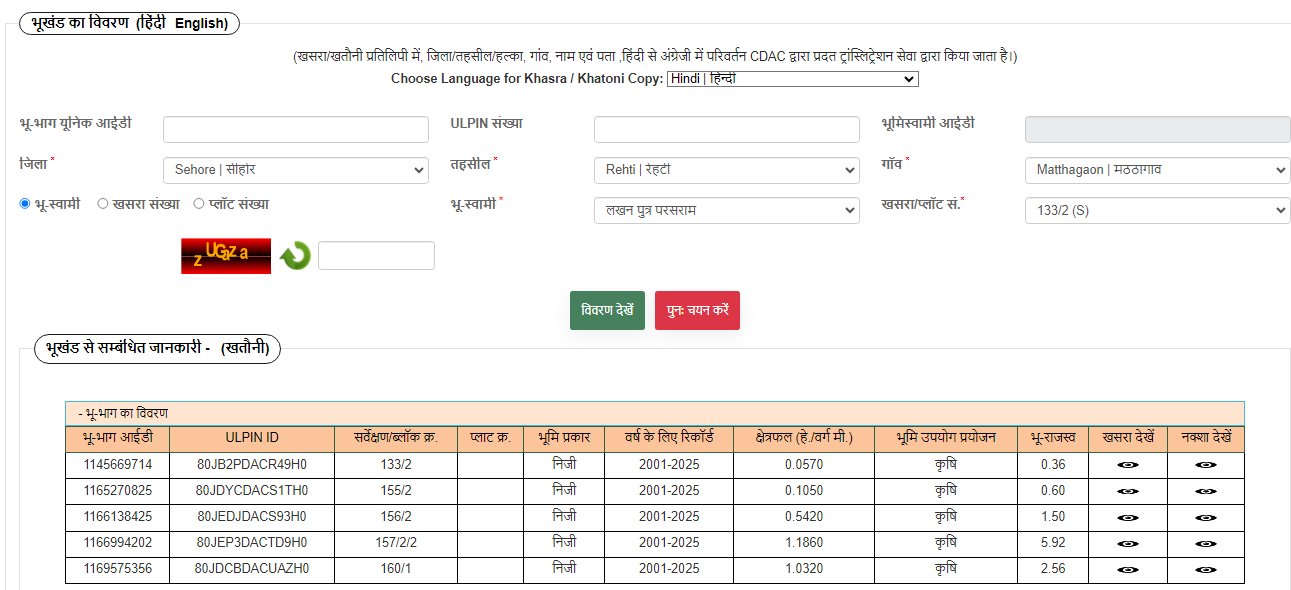 भूखंड का विवरण (हिंदी English)
(खसरा/खतौनी प्रतिलिपी में, जिला/तहसील/हल्का, गांव, नाम एवं पता ,हिंदी से अंग्रेजी में परिवर्तन CDAC द्वारा प्रदत ट्रांस्लिट्रेशन सेवा द्वारा किया जाता है।)
Choose Language for Khasra / Khatoni Copy: Hindi | हिन्दी
भू-भाग यूनिक आईडी ULPIN संख्या भूमिस्वामी आईडी
जिला * Sehore | सीहोर तहसील * Rehti | रेहटी गाँव * Matthagaon | मठठागाव
भू-स्वामी खसरा संख्या प्लॉट संख्या भू-स्वामी * लखन पुत्र परसराम खसरा/प्लॉट सं.* 133/2 (S)
zUGaza
विवरण देखें पुनः चयन करें
भूखंड से सम्बंधित जानकारी - (खतौनी)
- भू-भाग का विवरण
भू-भाग आईडी ULPIN ID सर्वेक्षण/ब्लॉक क्र. प्लाट क्र. भूमि प्रकार वर्ष के लिए रिकॉर्ड क्षेत्रफल (हे./वर्ग मी.) भूमि उपयोग प्रयोजन भू-राजस्व खसरा देखें नक्शा देखें
1145669714 80JB2PDACR49H0 133/2 निजी 2001-2025 0.0570 कृषि 0.36
1165270825 80JDYCDACS1TH0 155/2 निजी 2001-2025 0.1050 कृषि 0.60
1166138425 80JEDJDACS93H0 156/2 निजी 2001-2025 0.5420 कृषि 1.50
1166994202 80JEP3DACTD9H0 157/2/2 निजी 2001-2025 1.1860 कृषि 5.92
1169575356 80JDCBDACUAZH0 160/1 निजी 2001-2025 1.0320 कृषि 2.56